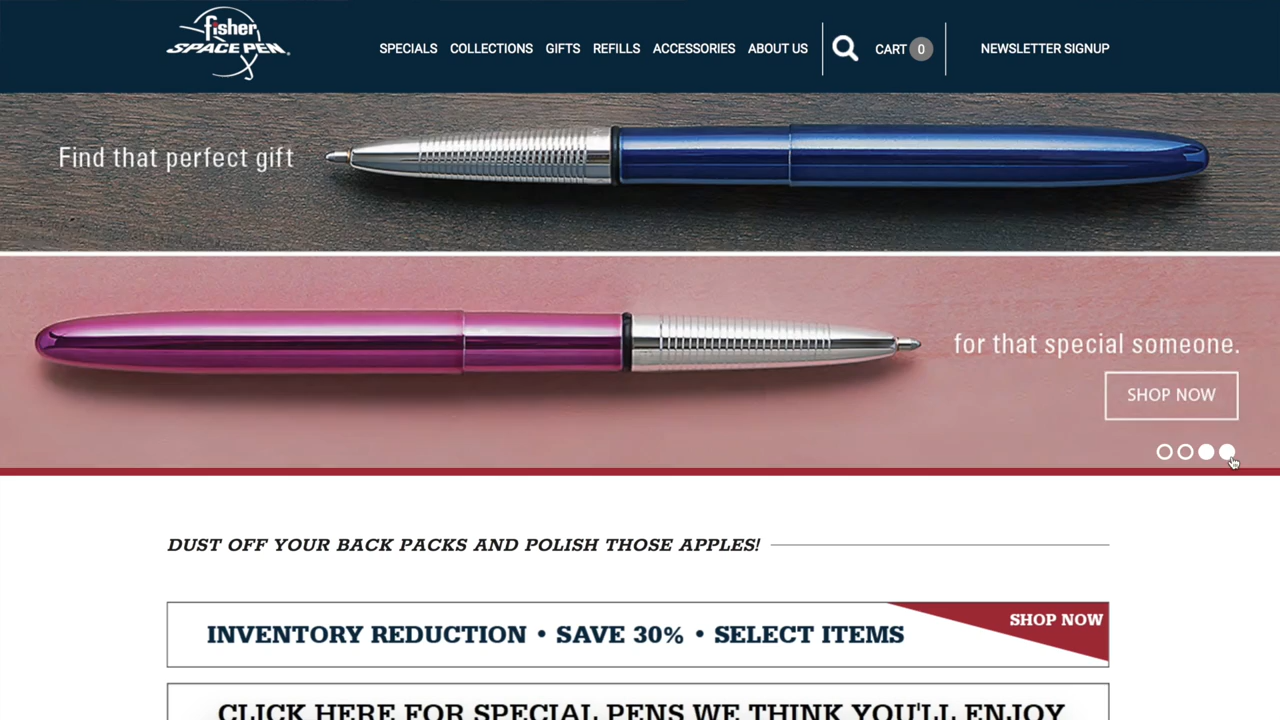 fisher
SPACE PEN
SPECIALS COLLECTIONS GIFTS REFILLS ACCESSORIES ABOUT US CART 0 NEWSLETTER SIGNUP
Find that perfect gift
for that special someone.
SHOP NOW
DUST OFF YOUR BACK PACKS AND POLISH THOSE APPLES!
INVENTORY REDUCTION • SAVE 30% • SELECT ITEMS
SHOP NOW
CLICK HERE FOR SPECIAL PENS WE THINK YOU'LL ENJOY